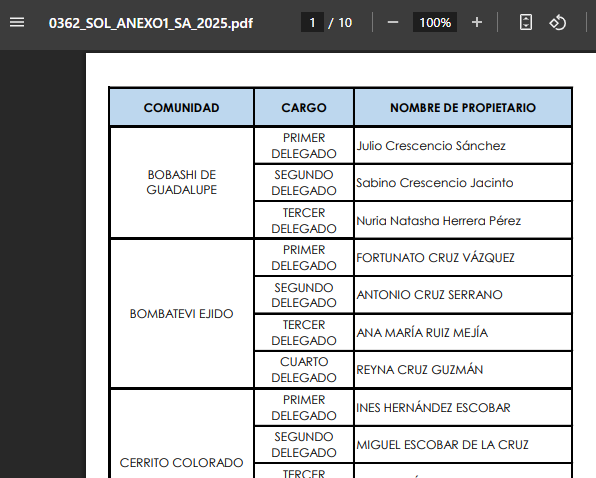 0362_SOL_ANEXO1_SA_2025.pdf
1 / 10
100%
COMUNIDAD CARGO NOMBRE DE PROPIETARIO
BOBASHI DE
GUADALUPE
PRIMER
DELEGADO
Julio Crescencio Sánchez
SEGUNDO
DELEGADO
Sabino Crescencio Jacinto
TERCER
DELEGADO
Nuria Natasha Herrera Pérez
BOMBATEVI EJIDO
PRIMER
DELEGADO
FORTUNATO CRUZ VÁZQUEZ
SEGUNDO
DELEGADO
ANTONIO CRUZ SERRANO
TERCER
DELEGADO
ANA MARÍA RUIZ MEJÍA
CUARTO
DELEGADO
REYNA CRUZ GUZMÁN
CERRITO COLORADO
PRIMER
DELEGADO
INES HERNÁNDEZ ESCOBAR
SEGUNDO
DELEGADO
MIGUEL ESCOBAR DE LA CRUZ
TERCER